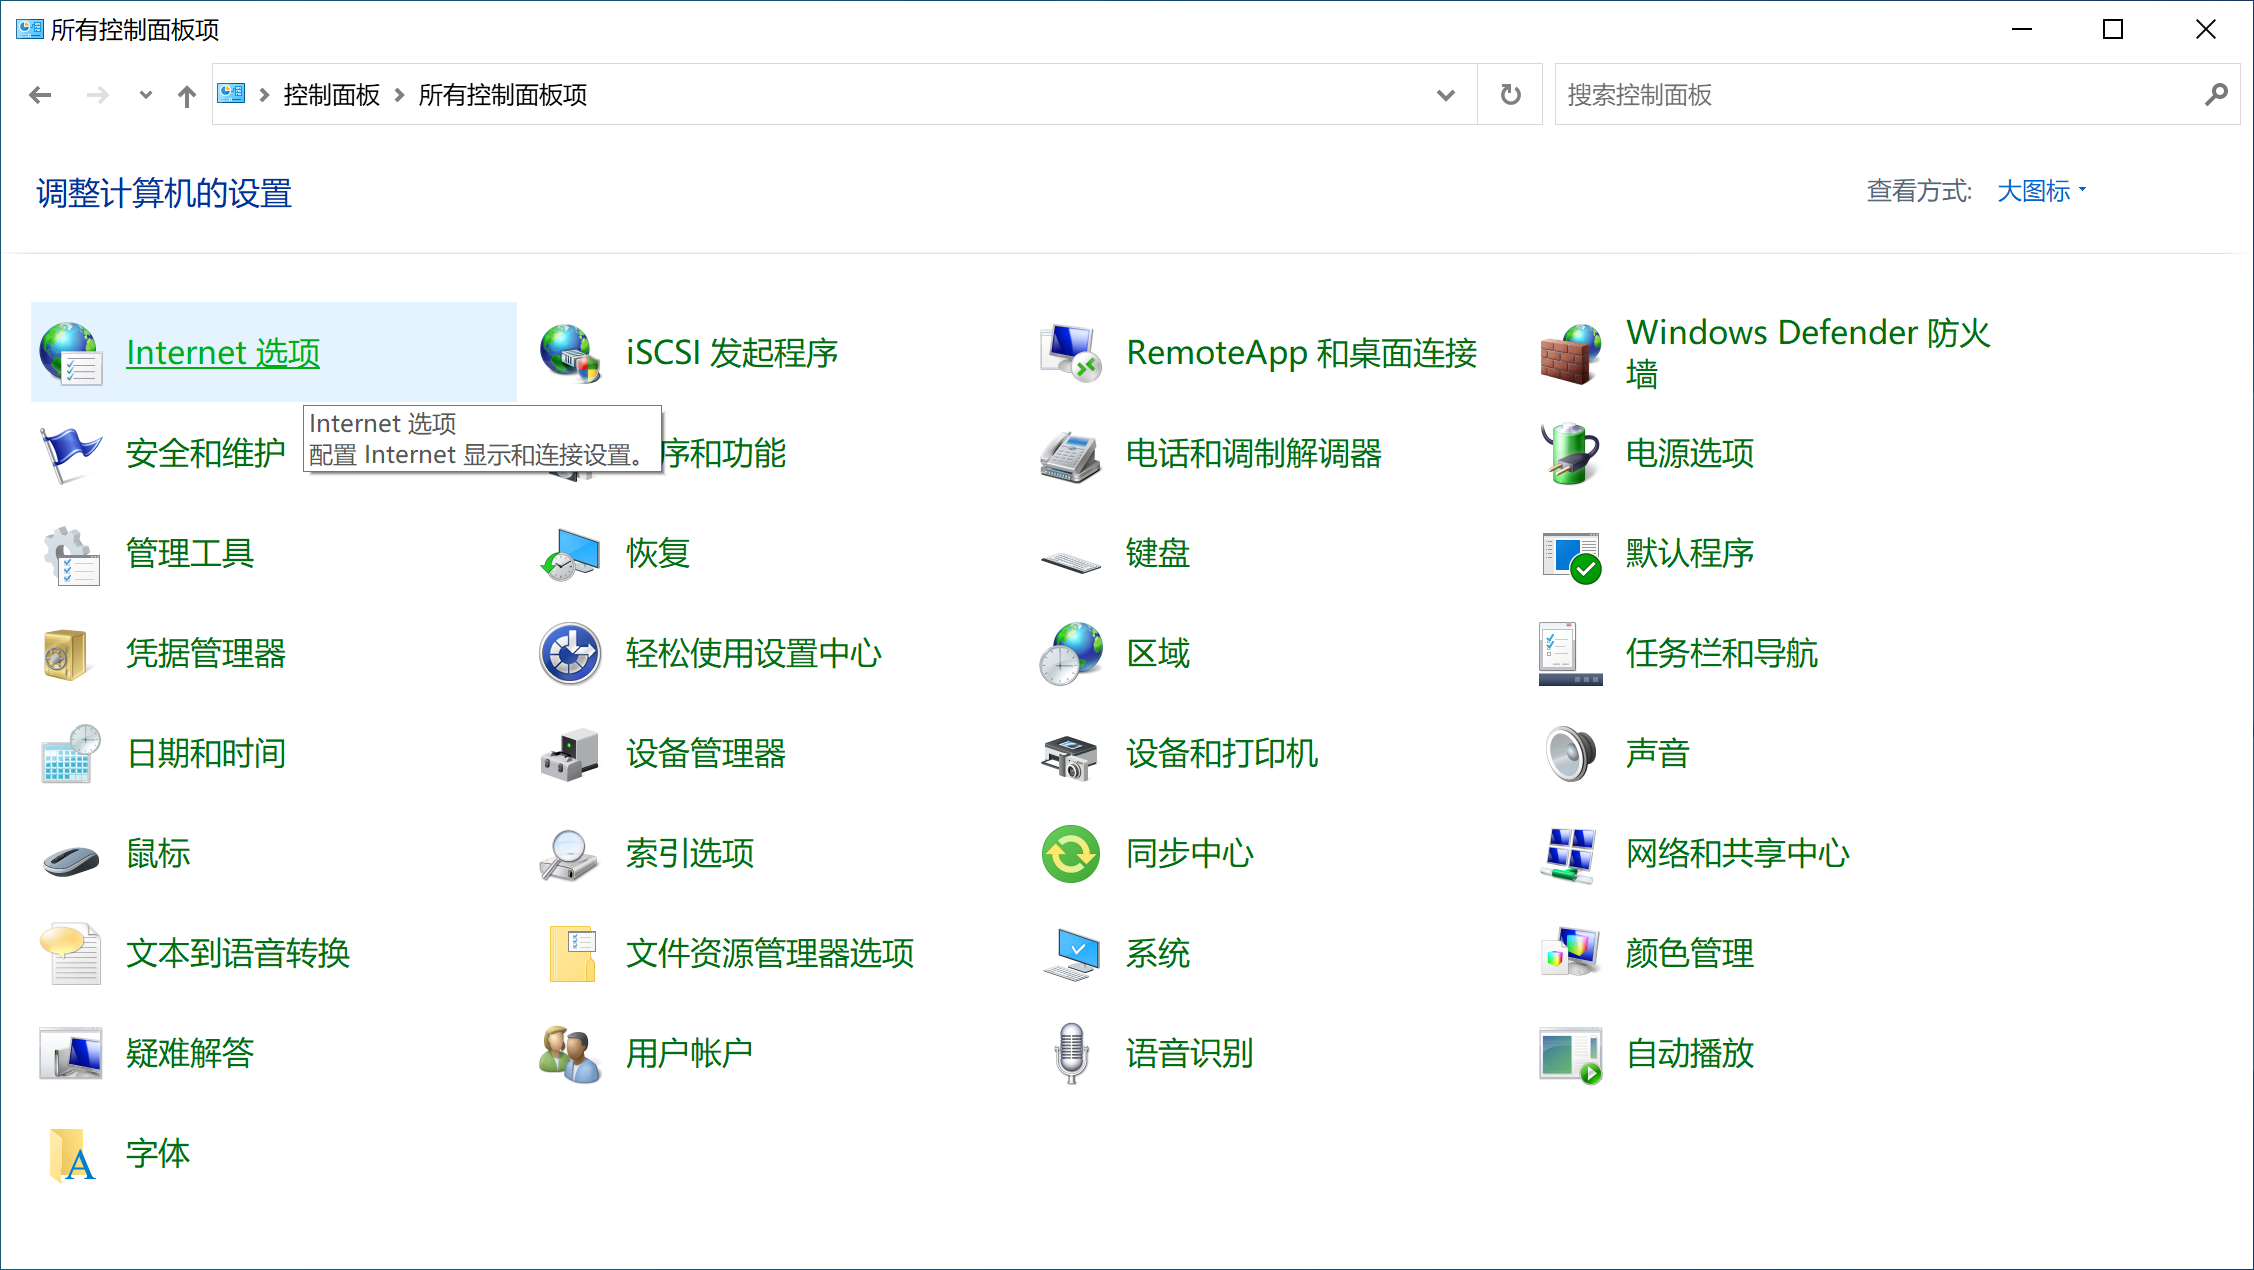 所有控制面板项
控制面板 所有控制面板项
搜索控制面板
调整计算机的设置
查看方式: 大图标
Internet 选项
iSCSI 发起程序
RemoteApp 和桌面连接
Windows Defender 防火
墙
Internet 选项
配置 Internet 显示和连接设置。
安全和维护
序和功能
电话和调制解调器
电源选项
管理工具
恢复
键盘
默认程序
凭据管理器
轻松使用设置中心
区域
任务栏和导航
日期和时间
设备管理器
设备和打印机
声音
鼠标
索引选项
同步中心
网络和共享中心
文本到语音转换
文件资源管理器选项
系统
颜色管理
疑难解答
用户帐户
语音识别
自动播放
字体